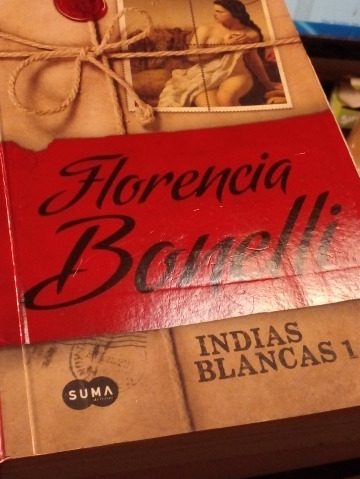 Florencia
Bonelli
INDIAS
BLANCAS 1
SUMA